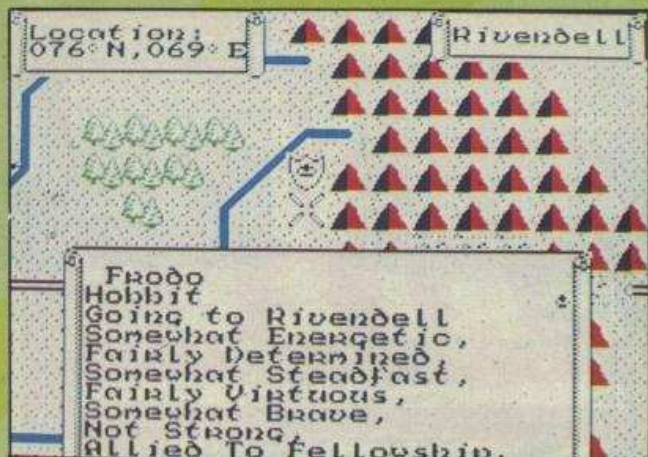 Location:
076° N,069° E
Rivendell
Frodo
Hobbit
Going to Rivendell
Somewhat Energetic,
Fairly Determined,
Somewhat Steadfast,
Fairly Virtuous,
Somewhat Brave,
Not Strong,
Allied To Fellowship.